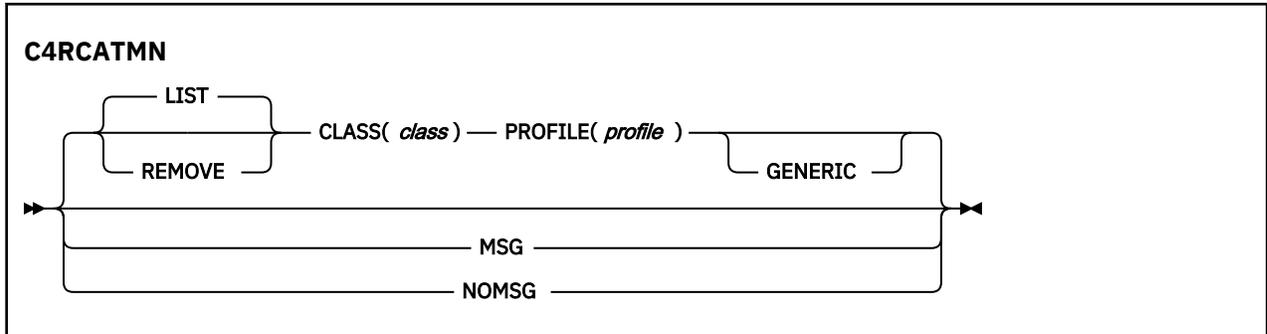 C4RCATMN
LIST
CLASS( class ) PROFILE( profile )
REMOVE GENERIC
MSG
NOMSG